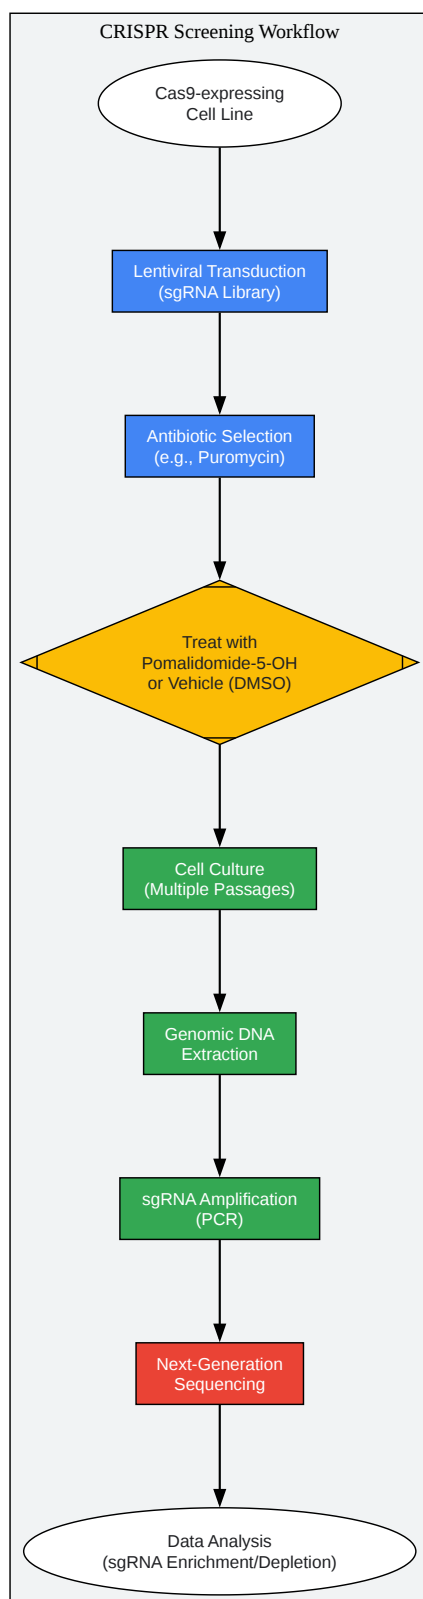 CRISPR Screening Workflow
Cas9-expressing
Cell Line
Lentiviral Transduction
(sgRNA Library)
Antibiotic Selection
(e.g., Puromycin)
Treat with
Pomalidomide-5-OH
or Vehicle (DMSO)
Cell Culture
(Multiple Passages)
Genomic DNA
Extraction
sgRNA Amplification
(PCR)
Next-Generation
Sequencing
Data Analysis
(sgRNA Enrichment/Depletion)